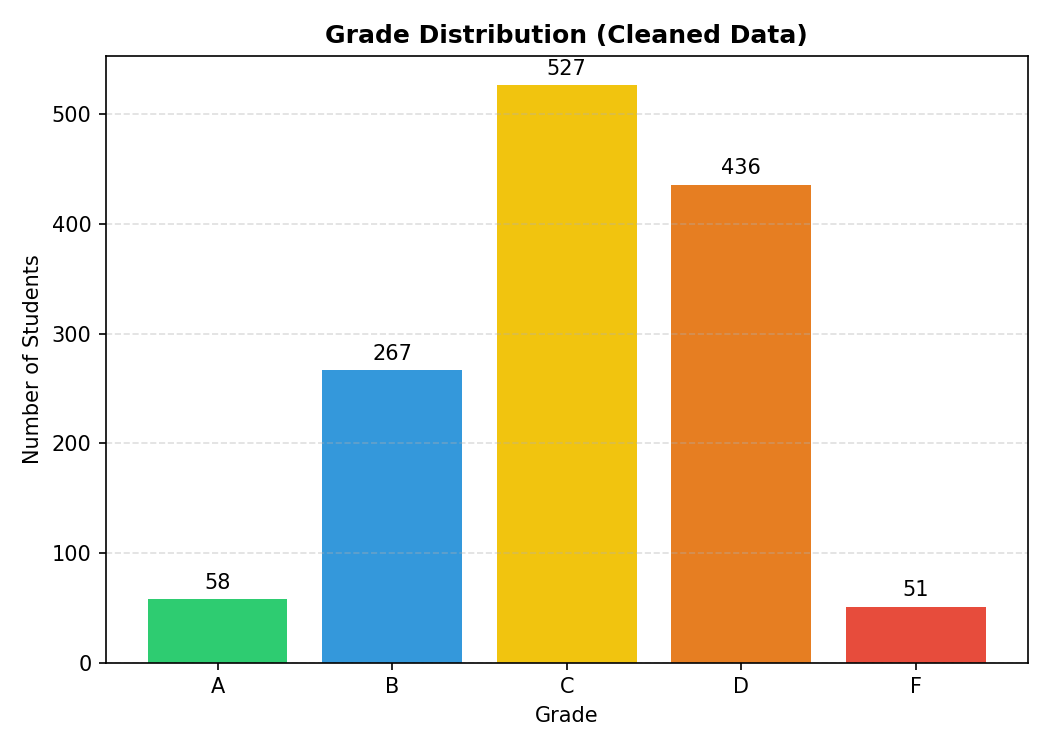 Grade Distribution (Cleaned Data)
Number of Students
500
400
300
200
100
0
58
267
527
436
51
A
B
C
D
F
Grade